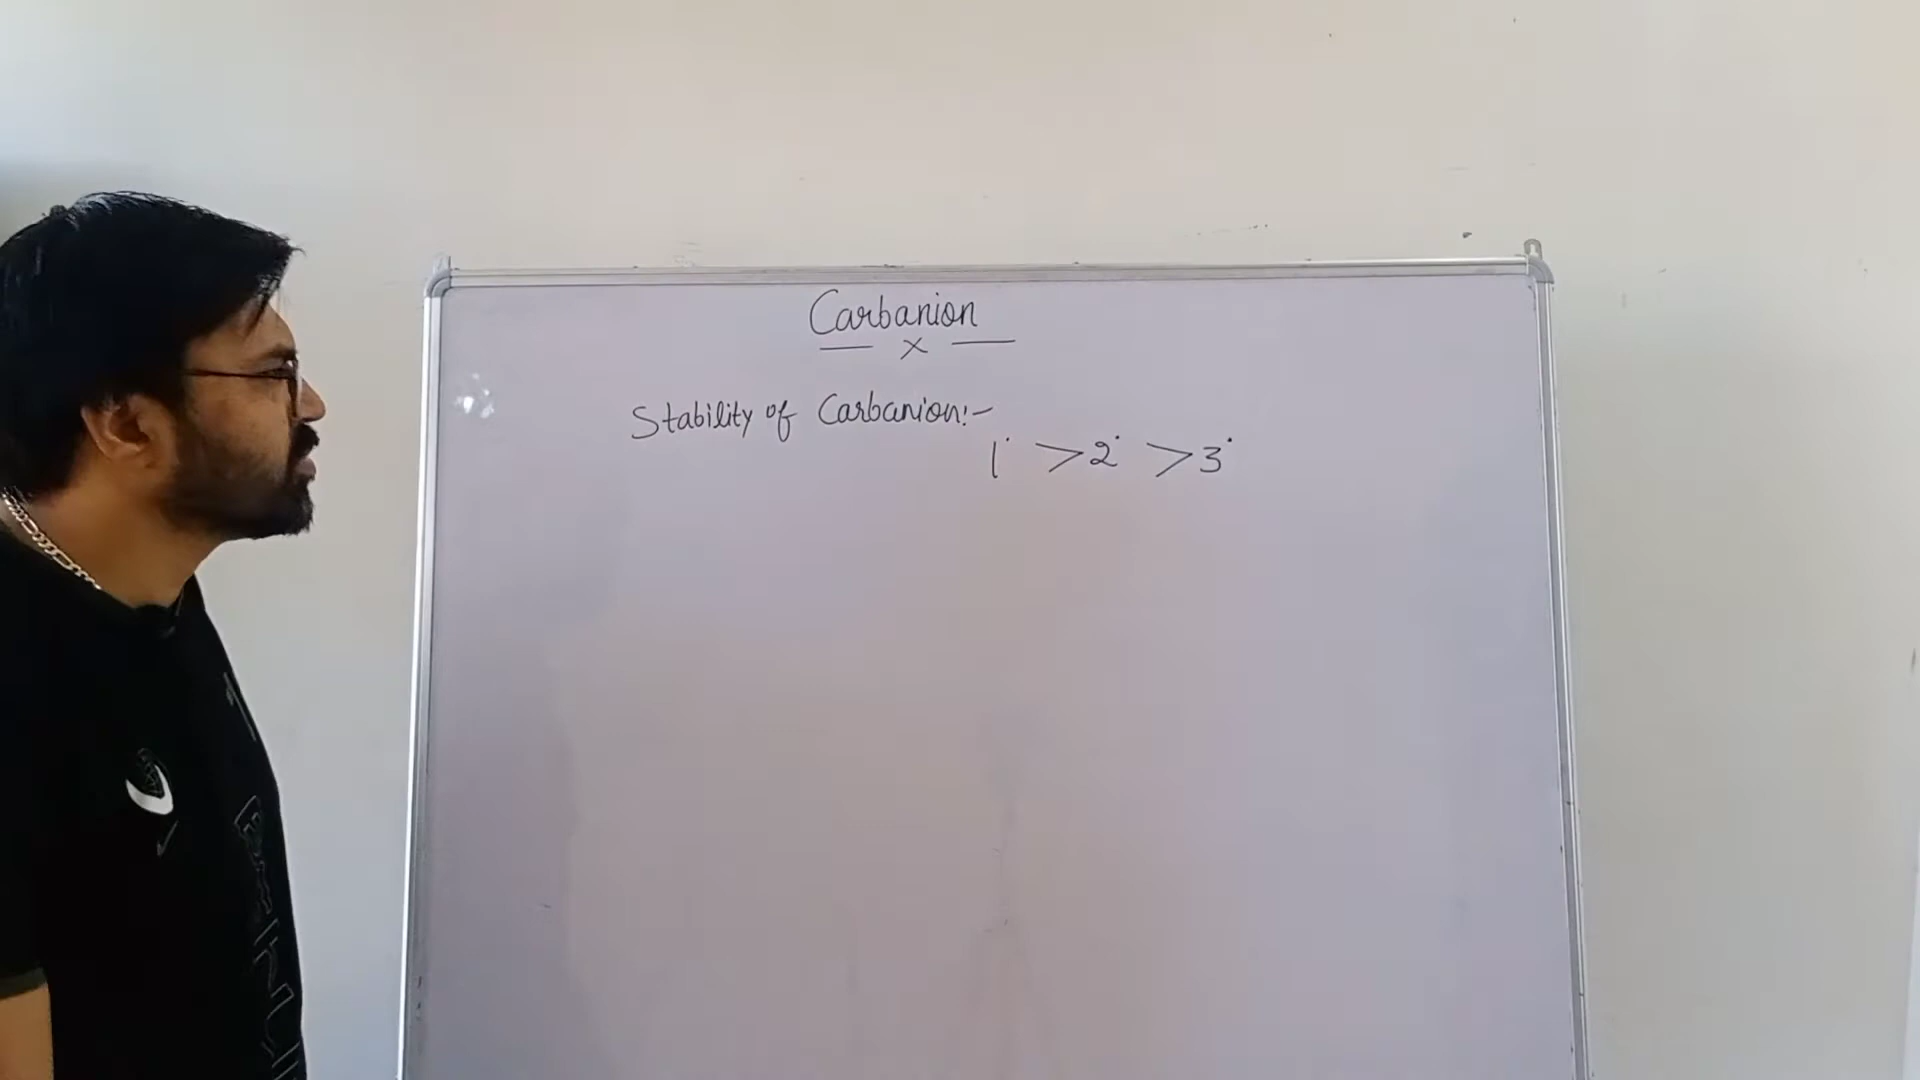 Carbanion
x
Stability of Carbanion:-
1° > 2° > 3°